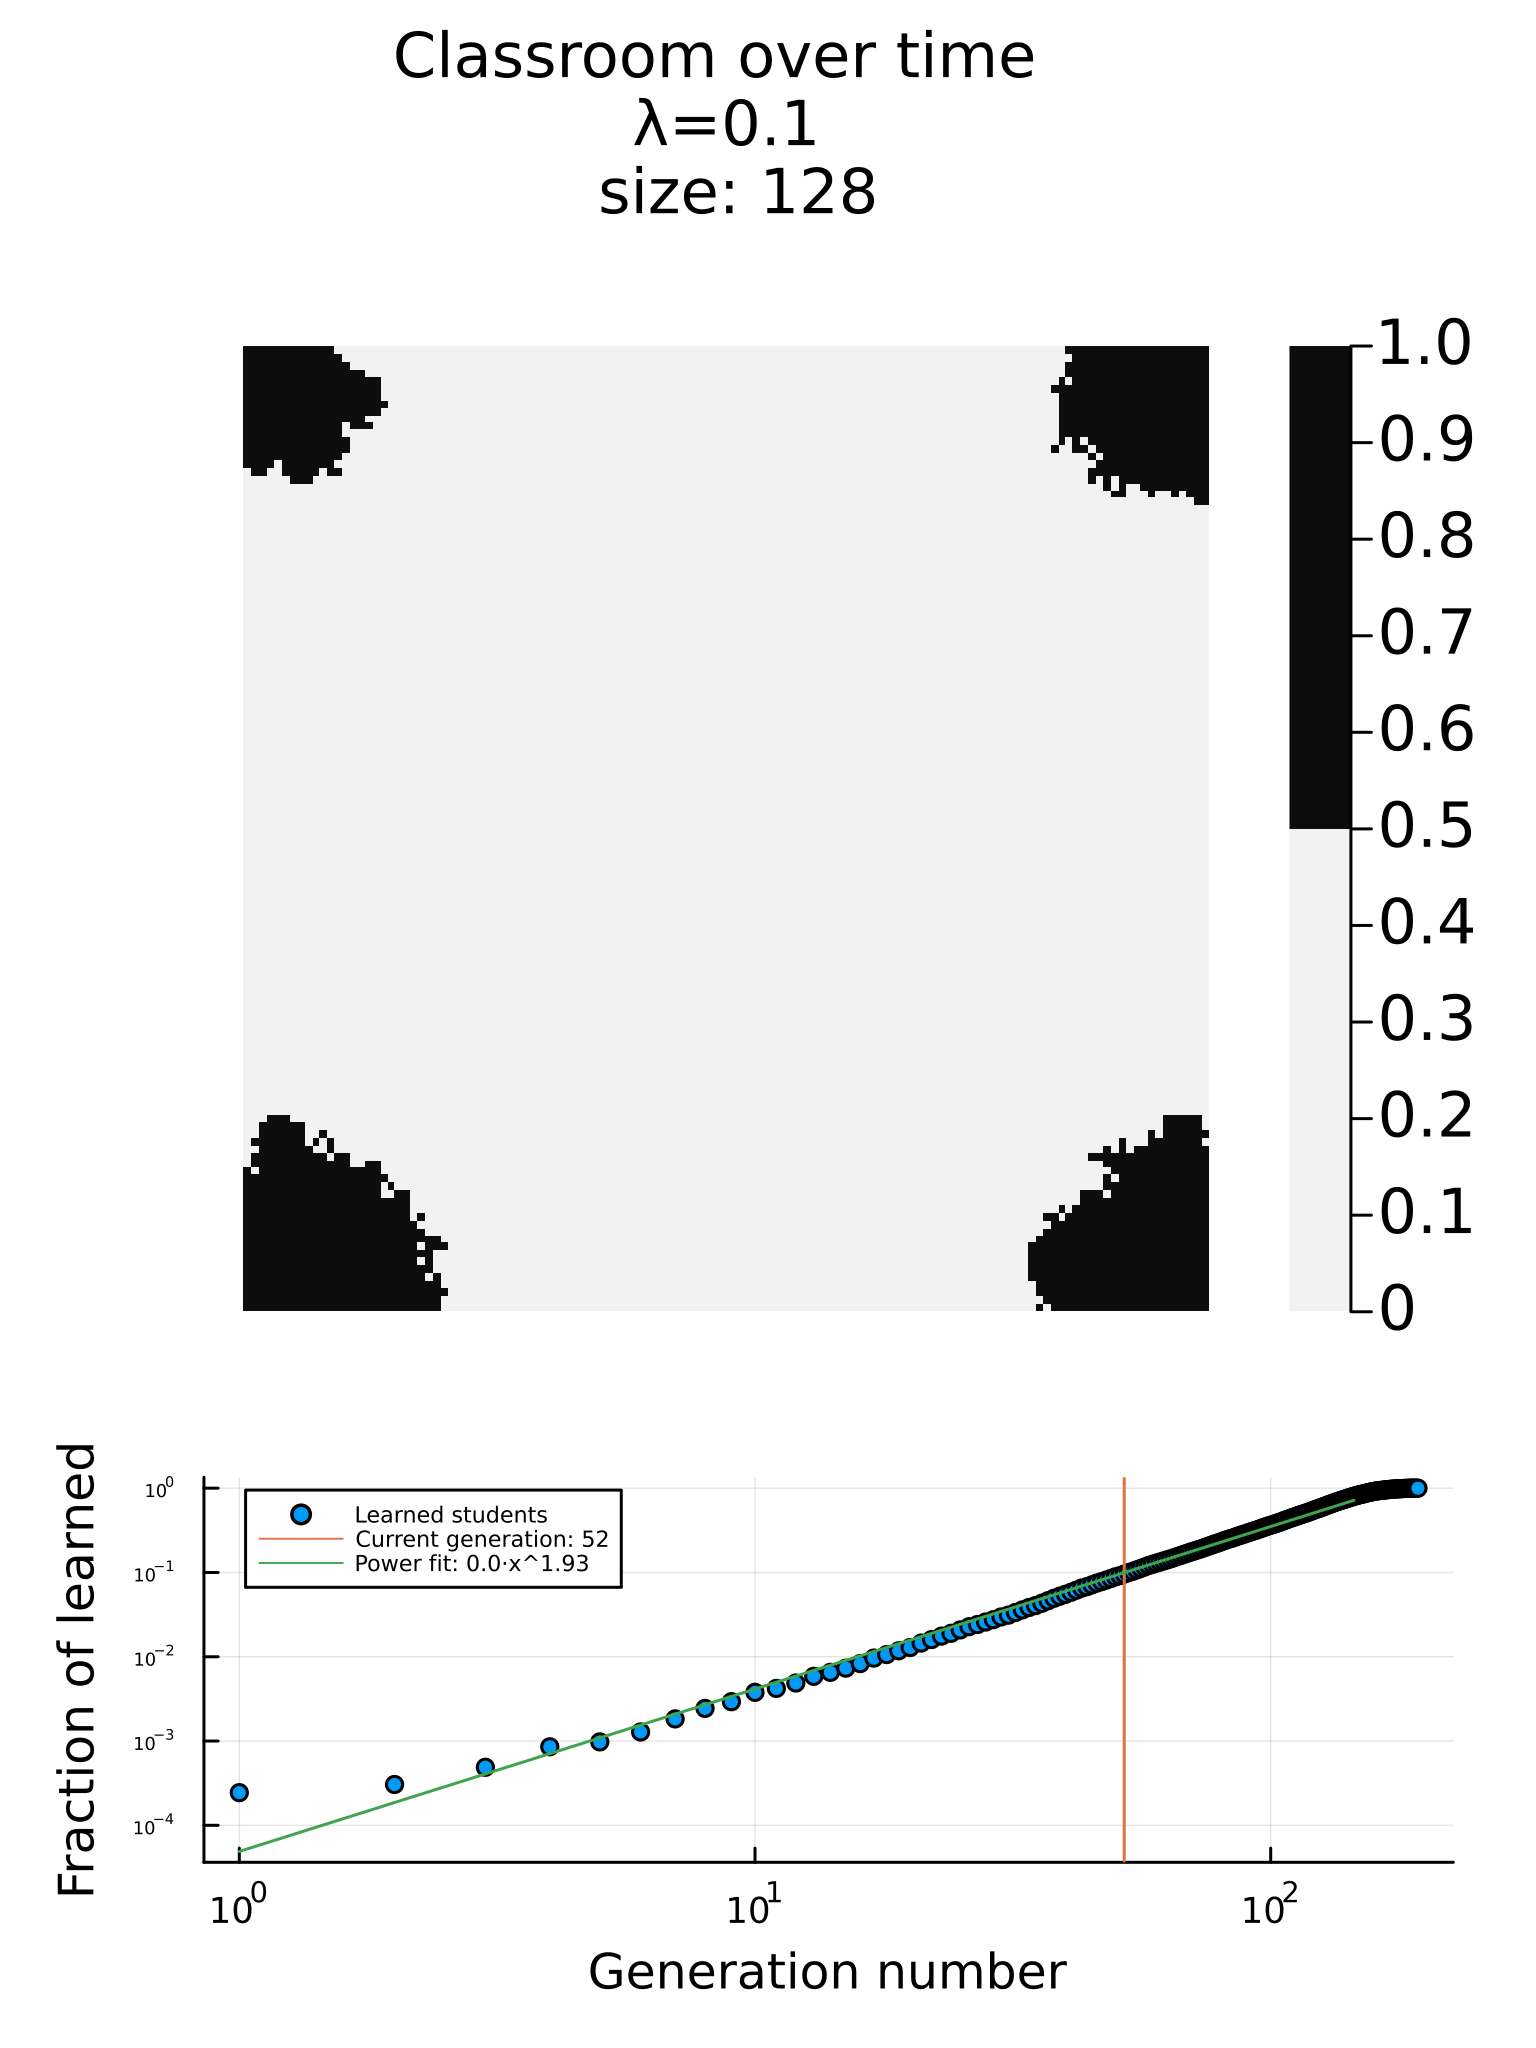 Classroom over time
λ=0.1
size: 128
1.0
0.9
0.8
0.7
0.6
0.5
0.4
0.3
0.2
0.1
0
Fraction of learned
10^0
10^-1
10^-2
10^-3
10^-4
Learned students
Current generation: 52
Power fit: 0.0·x^1.93
10^0 10^1 10^2
Generation number